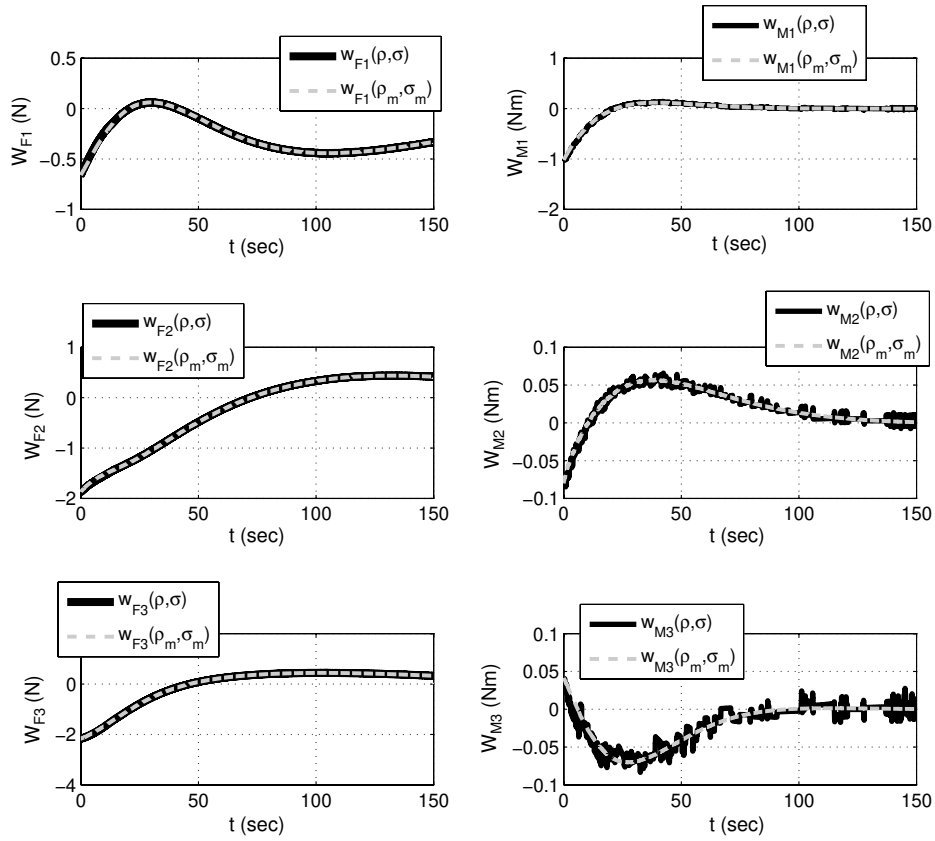 w_F1(ρ,σ)
w_F1(ρ_m,σ_m)
W_F1 (N)
0.5
0
−0.5
−1
0 50 100 150
t (sec)
w_M1(ρ,σ)
w_M1(ρ_m,σ_m)
W_M1 (Nm)
1
0
−1
−2
0 50 100 150
t (sec)
w_F2(ρ,σ)
w_F2(ρ_m,σ_m)
W_F2 (N)
1
0
−1
−2
0 50 100 150
t (sec)
w_M2(ρ,σ)
w_M2(ρ_m,σ_m)
W_M2 (Nm)
0.1
0.05
0
−0.05
−0.1
0 50 100 150
t (sec)
w_F3(ρ,σ)
w_F3(ρ_m,σ_m)
W_F3 (N)
0
−2
−4
0 50 100 150
t (sec)
w_M3(ρ,σ)
w_M3(ρ_m,σ_m)
W_M3 (Nm)
0.1
0.05
0
−0.05
−0.1
0 50 100 150
t (sec)